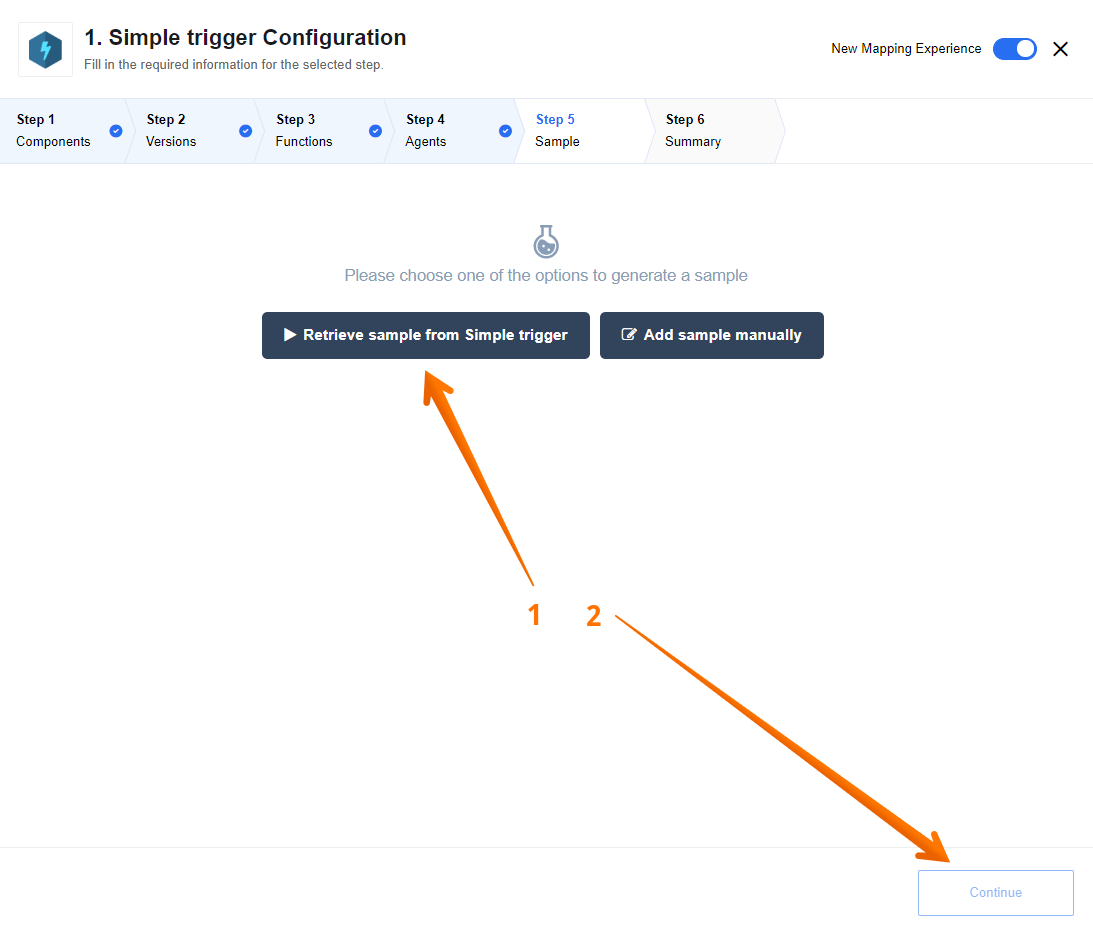 1. Simple trigger Configuration
Fill in the required information for the selected step.
New Mapping Experience
Step 1
Components
Step 2
Versions
Step 3
Functions
Step 4
Agents
Step 5
Sample
Step 6
Summary
Please choose one of the options to generate a sample
Retrieve sample from Simple trigger
Add sample manually
1
2
Continue